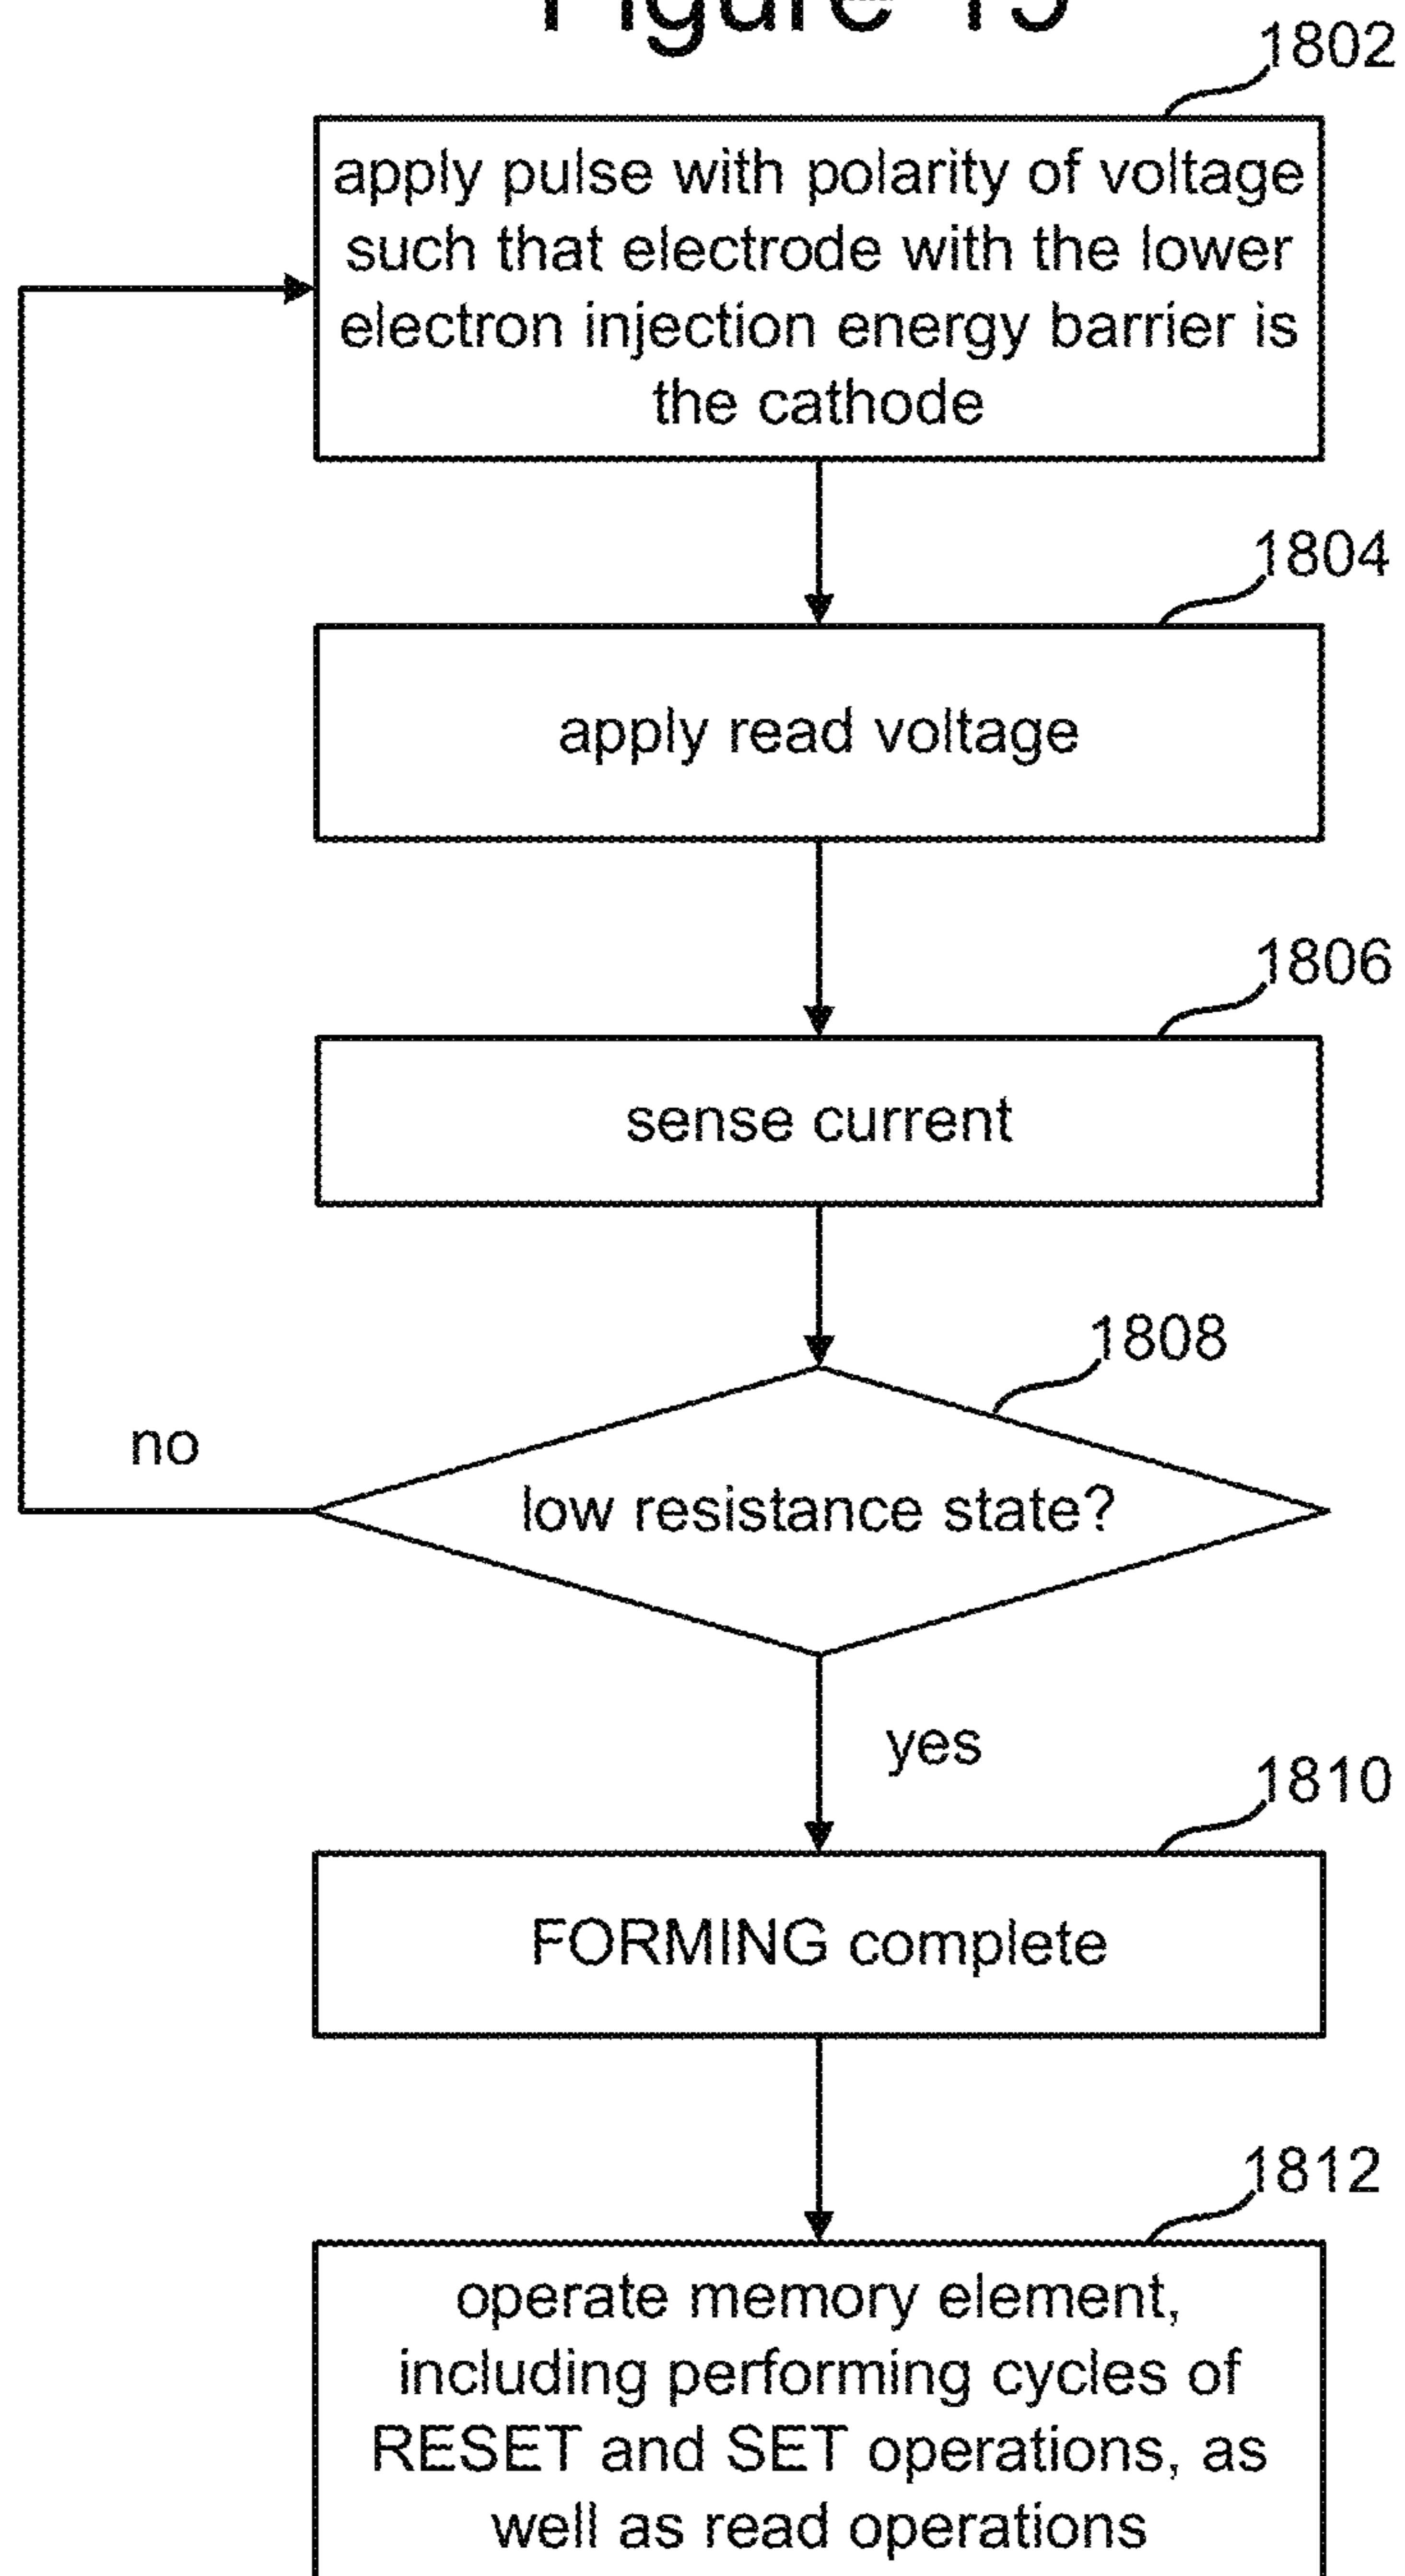 Figure 15
1802
apply pulse with polarity of voltage
such that electrode with the lower
electron injection energy barrier is
the cathode
1804
apply read voltage
1806
sense current
1808
low resistance state?
no
yes
1810
FORMING complete
1812
operate memory element,
including performing cycles of
RESET and SET operations, as
well as read operations